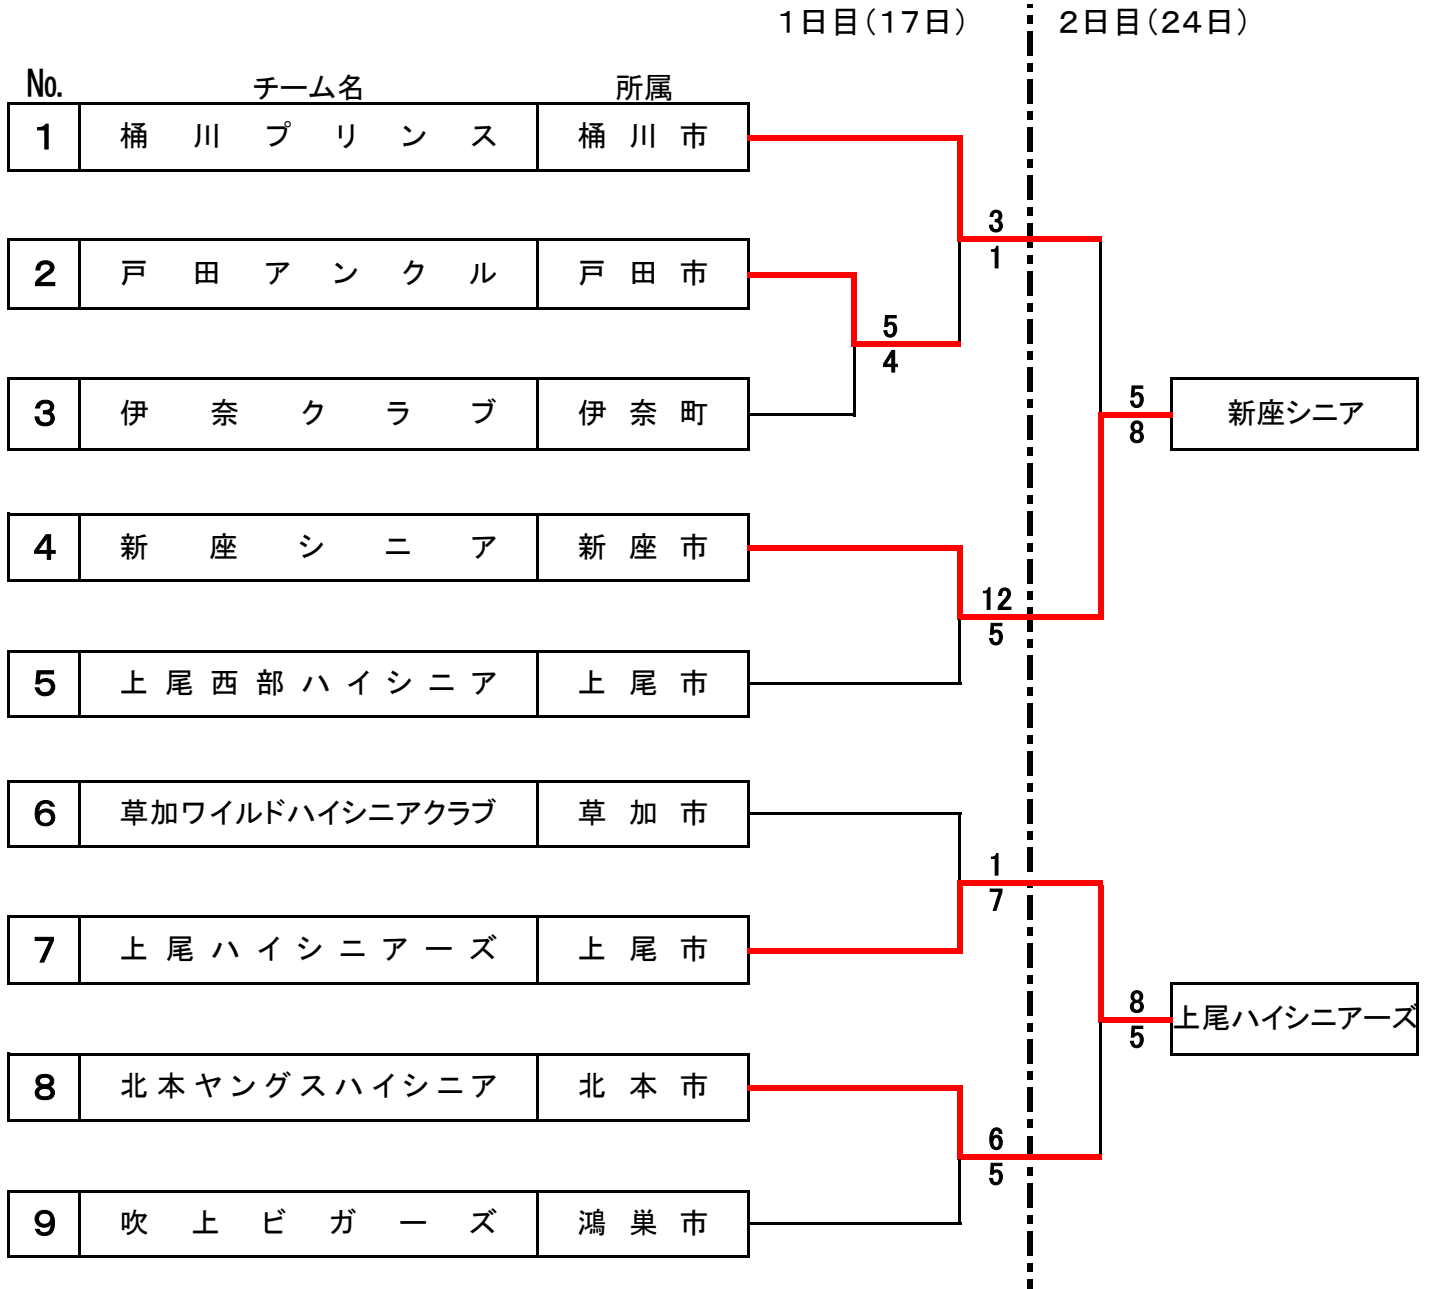 1日目（17日） 2日目（24日）
No. チーム名 所属
1 桶川プリンス 桶川市
3
1
2 戸田アンクル 戸田市
5
4
3 伊奈クラブ 伊奈町
5
8
新座シニア
4 新座シニア 新座市
12
5
5 上尾西部ハイシニア 上尾市
6 草加ワイルドハイシニアクラブ 草加市
1
7
7 上尾ハイシニアーズ 上尾市
8
5
上尾ハイシニアーズ
8 北本ヤングスハイシニア 北本市
6
5
9 吹上ビガーズ 鴻巣市